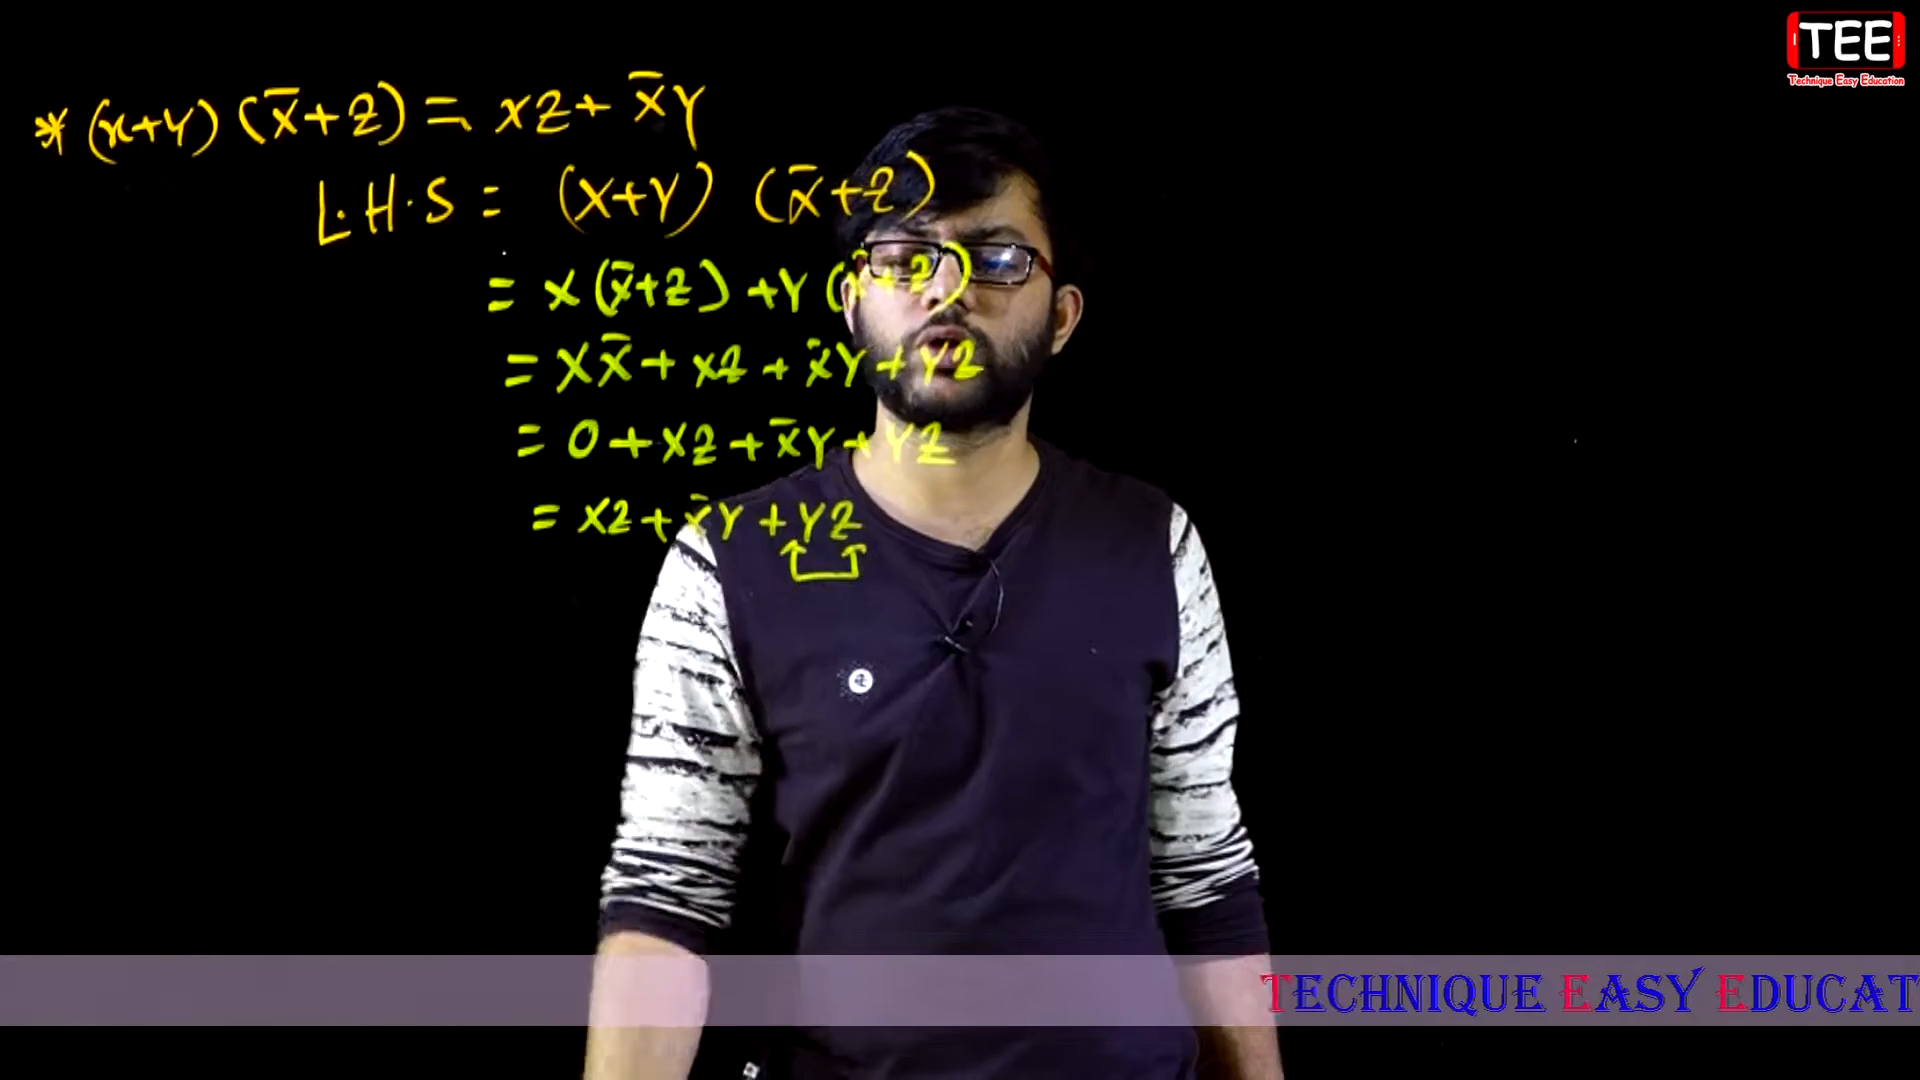 TEE
Technique Easy Education
* (x+y) (x̄+z) = xz + x̄y
L.H.S = (x+y) (x̄+z)
= x (x̄+z) + y (x̄+z)
= xx̄ + xz + x̄y + yz
= 0 + xz + x̄y + yz
= xz + x̄y + yz
TECHNIQUE EASY EDUCAT